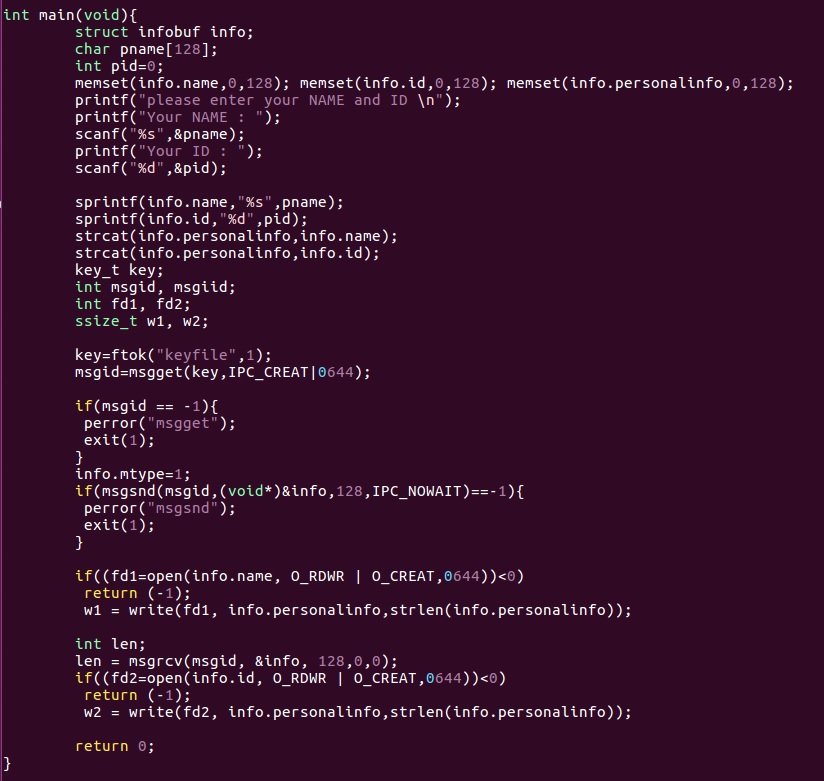 int main(void){
struct infobuf info;
char pname[128];
int pid=0;
memset(info.name,0,128); memset(info.id,0,128); memset(info.personalinfo,0,128);
printf("please enter your NAME and ID \n");
printf("Your NAME : ");
scanf("%s",&pname);
printf("Your ID : ");
scanf("%d",&pid);
sprintf(info.name,"%s",pname);
sprintf(info.id,"%d",pid);
strcat(info.personalinfo,info.name);
strcat(info.personalinfo,info.id);
key_t key;
int msgid, msgiid;
int fd1, fd2;
ssize_t w1, w2;
key=ftok("keyfile",1);
msgid=msgget(key,IPC_CREAT|0644);
if(msgid == -1){
perror("msgget");
exit(1);
}
info.mtype=1;
if(msgsnd(msgid,(void*)&info,128,IPC_NOWAIT)==-1){
perror("msgsnd");
exit(1);
}
if((fd1=open(info.name, O_RDWR | O_CREAT,0644))<0)
return (-1);
w1 = write(fd1, info.personalinfo,strlen(info.personalinfo));
int len;
len = msgrcv(msgid, &info, 128,0,0);
if((fd2=open(info.id, O_RDWR | O_CREAT,0644))<0)
return (-1);
w2 = write(fd2, info.personalinfo,strlen(info.personalinfo));
return 0;
}